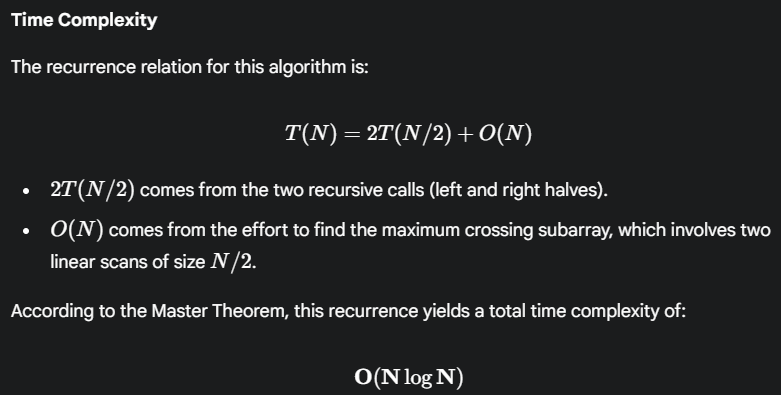 Time Complexity
The recurrence relation for this algorithm is:
T(N) = 2T(N/2) + O(N)
• 2T(N/2) comes from the two recursive calls (left and right halves).
• O(N) comes from the effort to find the maximum crossing subarray, which involves two
linear scans of size N/2.
According to the Master Theorem, this recurrence yields a total time complexity of:
O(N log N)